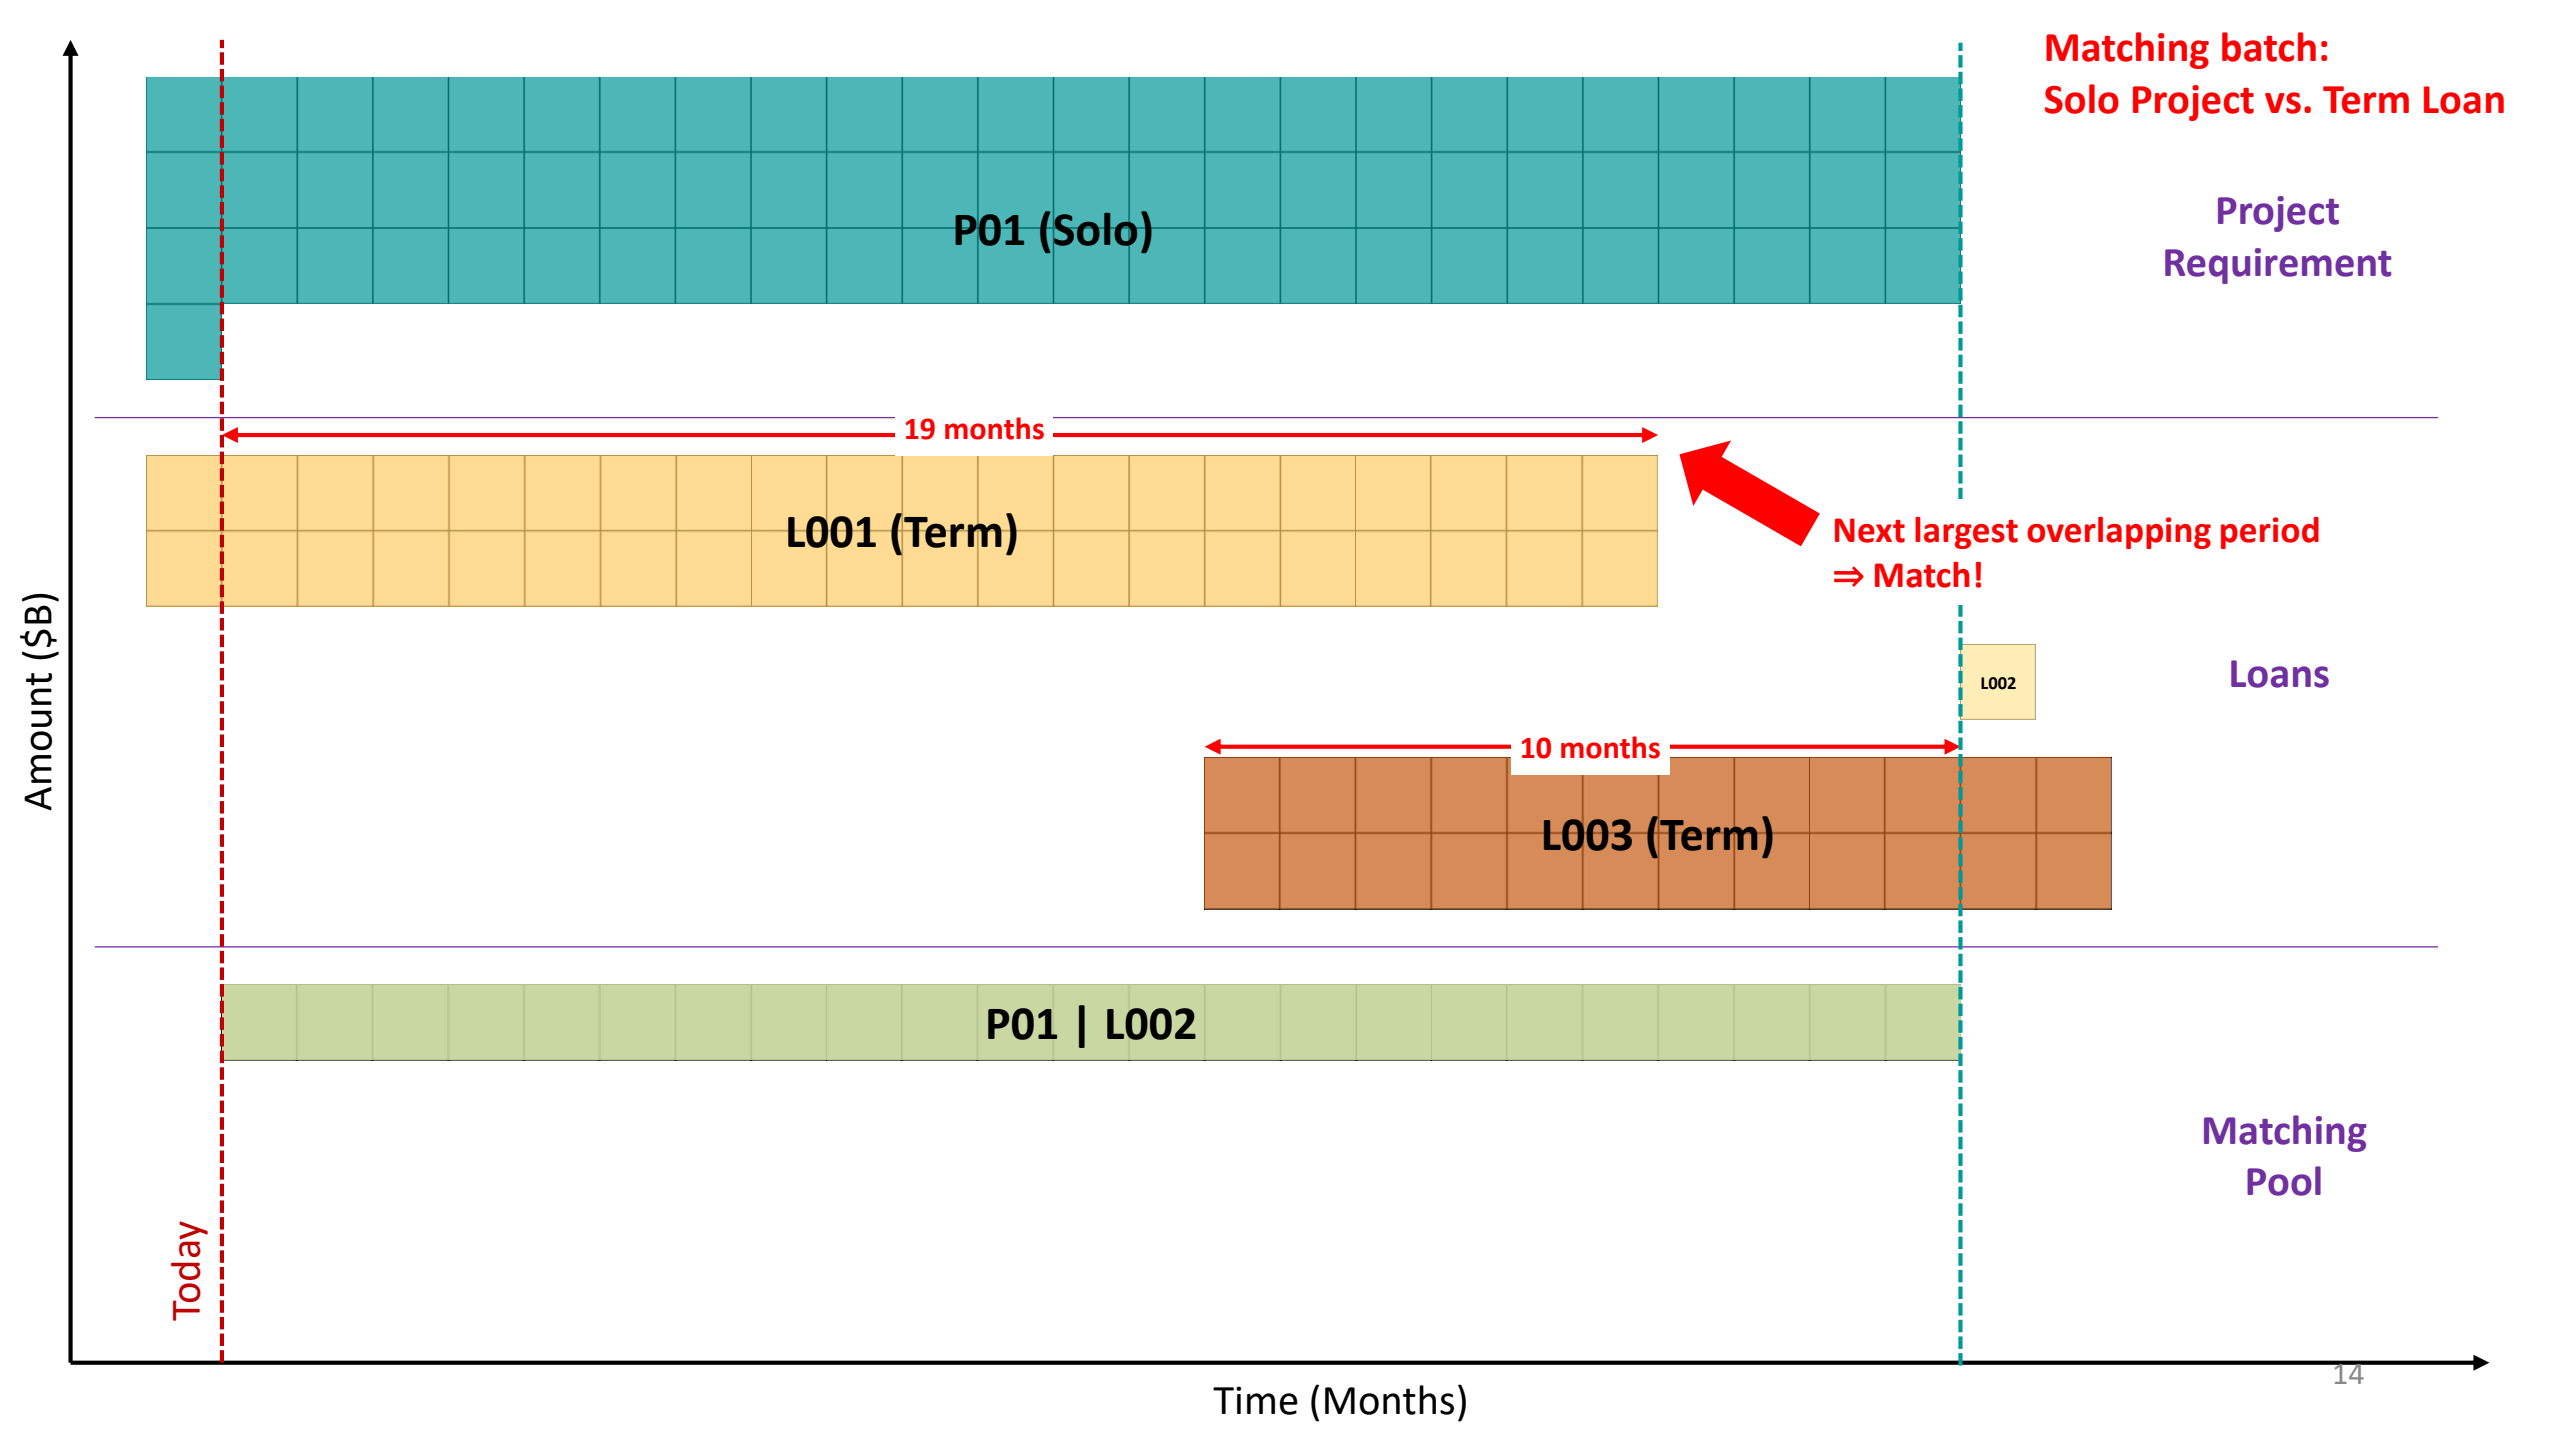 Matching batch:
Solo Project vs. Term Loan
P01 (Solo)
Project
Requirement
19 months
L001 (Term)
Next largest overlapping period
⇒ Match!
L002
Loans
10 months
L003 (Term)
Amount ($B)
P01 | L002
Matching
Pool
Today
14
Time (Months)